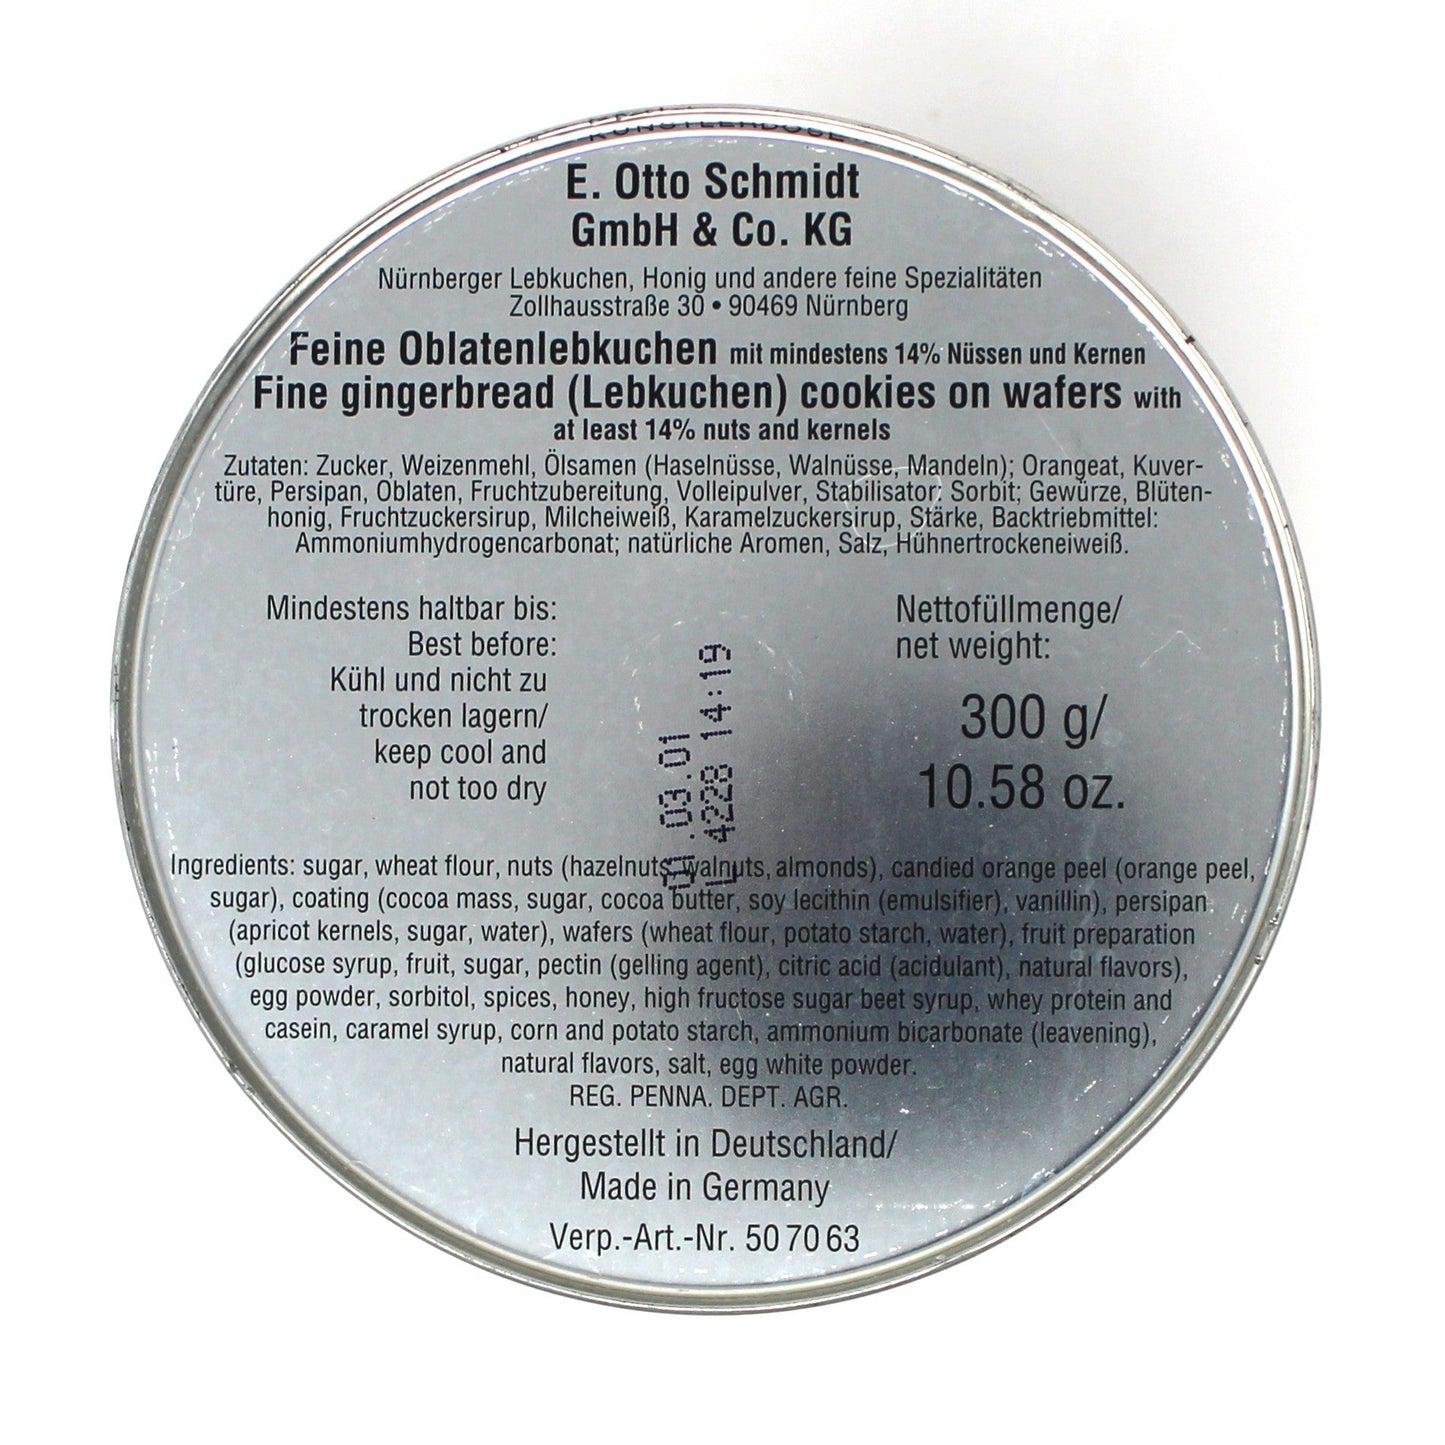 KÜNSTLERDOSE
E. Otto Schmidt
GmbH & Co. KG
Nürnberger Lebkuchen, Honig und andere feine Spezialitäten
Zollhausstraße 30 • 90469 Nürnberg
Feine Oblatenlebkuchen mit mindestens 14% Nüssen und Kernen
Fine gingerbread (Lebkuchen) cookies on wafers with
at least 14% nuts and kernels
Zutaten: Zucker, Weizenmehl, Ölsamen (Haselnüsse, Walnüsse, Mandeln); Orangeat, Kuver-
türe, Persipan, Oblaten, Fruchtzubereitung, Volleipulver, Stabilisator: Sorbit; Gewürze, Blüten-
honig, Fruchtzuckersirup, Milcheiweiß, Karamelzuckersirup, Stärke, Backtriebmittel:
Ammoniumhydrogencarbonat; natürliche Aromen, Salz, Hühnertrockeneiweiß.
Mindestens haltbar bis:
Best before:
Kühl und nicht zu
trocken lagern/
keep cool and
not too dry
01.03.01
L 4228 14:19
Nettofüllmenge/
net weight:
300 g/
10.58 oz.
Ingredients: sugar, wheat flour, nuts (hazelnuts, walnuts, almonds), candied orange peel (orange peel,
sugar), coating (cocoa mass, sugar, cocoa butter, soy lecithin (emulsifier), vanillin), persipan
(apricot kernels, sugar, water), wafers (wheat flour, potato starch, water), fruit preparation
(glucose syrup, fruit, sugar, pectin (gelling agent), citric acid (acidulant), natural flavors),
egg powder, sorbitol, spices, honey, high fructose sugar beet syrup, whey protein and
casein, caramel syrup, corn and potato starch, ammonium bicarbonate (leavening),
natural flavors, salt, egg white powder.
REG. PENNA. DEPT. AGR.
Hergestellt in Deutschland/
Made in Germany
Verp.-Art.-Nr. 50 70 63